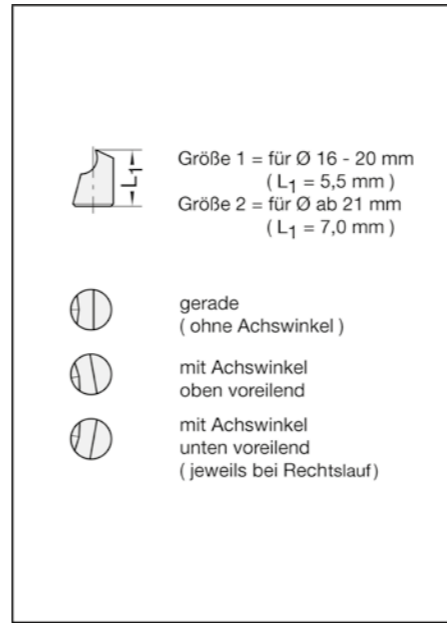 L1
Größe 1 = für Ø 16 - 20 mm
( L1 = 5,5 mm )
Größe 2 = für Ø ab 21 mm
( L1 = 7,0 mm )
gerade
( ohne Achswinkel )
mit Achswinkel
oben voreilend
mit Achswinkel
unten voreilend
( jeweils bei Rechtslauf)